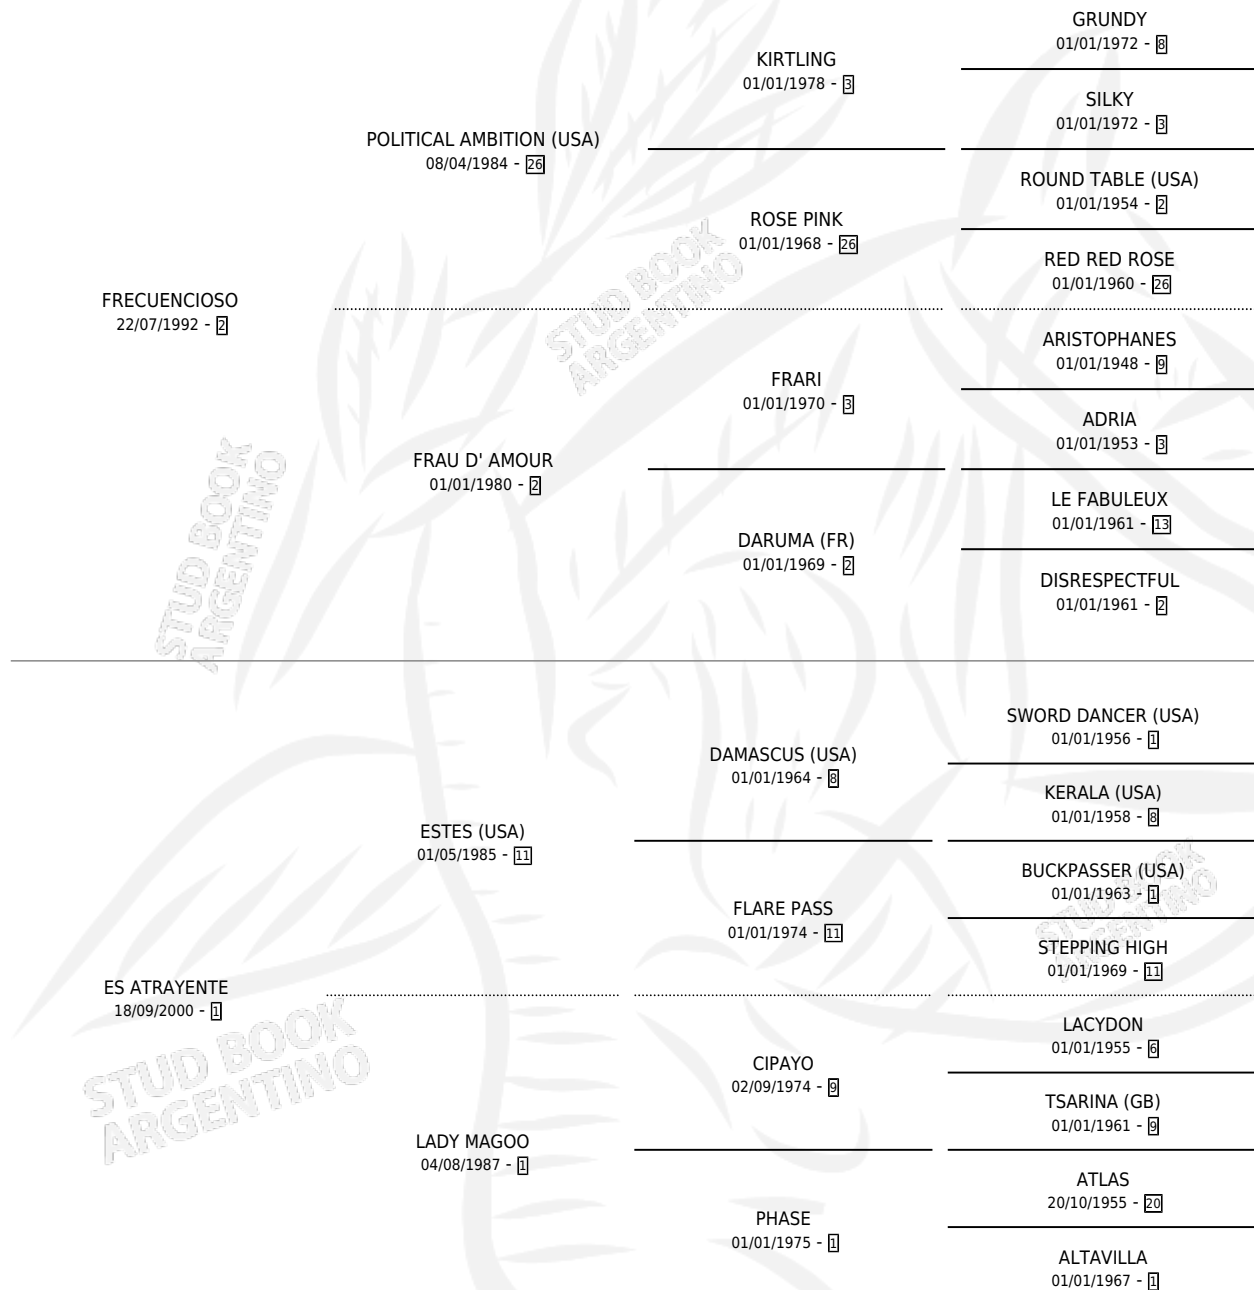 GRUNDY
01/01/1972 - 8
KIRTLING
01/01/1978 - 3
SILKY
01/01/1972 - 3
POLITICAL AMBITION (USA)
08/04/1984 - 26
ROUND TABLE (USA)
01/01/1954 - 2
ROSE PINK
01/01/1968 - 26
RED RED ROSE
01/01/1960 - 26
FRECUENCIOSO
22/07/1992 - 2
ARISTOPHANES
01/01/1948 - 9
FRARI
01/01/1970 - 3
ADRIA
01/01/1953 - 3
FRAU D' AMOUR
01/01/1980 - 2
LE FABULEUX
01/01/1961 - 13
DARUMA (FR)
01/01/1969 - 2
DISRESPECTFUL
01/01/1961 - 2
SWORD DANCER (USA)
01/01/1956 - 1
DAMASCUS (USA)
01/01/1964 - 8
KERALA (USA)
01/01/1958 - 8
ESTES (USA)
01/05/1985 - 11
BUCKPASSER (USA)
01/01/1963 - 1
FLARE PASS
01/01/1974 - 11
STEPPING HIGH
01/01/1969 - 11
ES ATRAYENTE
18/09/2000 - 1
LACYDON
01/01/1955 - 6
CIPAYO
02/09/1974 - 9
TSARINA (GB)
01/01/1961 - 9
LADY MAGOO
04/08/1987 - 1
ATLAS
20/10/1955 - 20
PHASE
01/01/1975 - 1
ALTAVILLA
01/01/1967 - 1
STUD BOOK
ARGENTINO
STUD BOOK
ARGENTINO
STUD BOOK
ARGENTINO
STUD BOOK
ARGENTINO